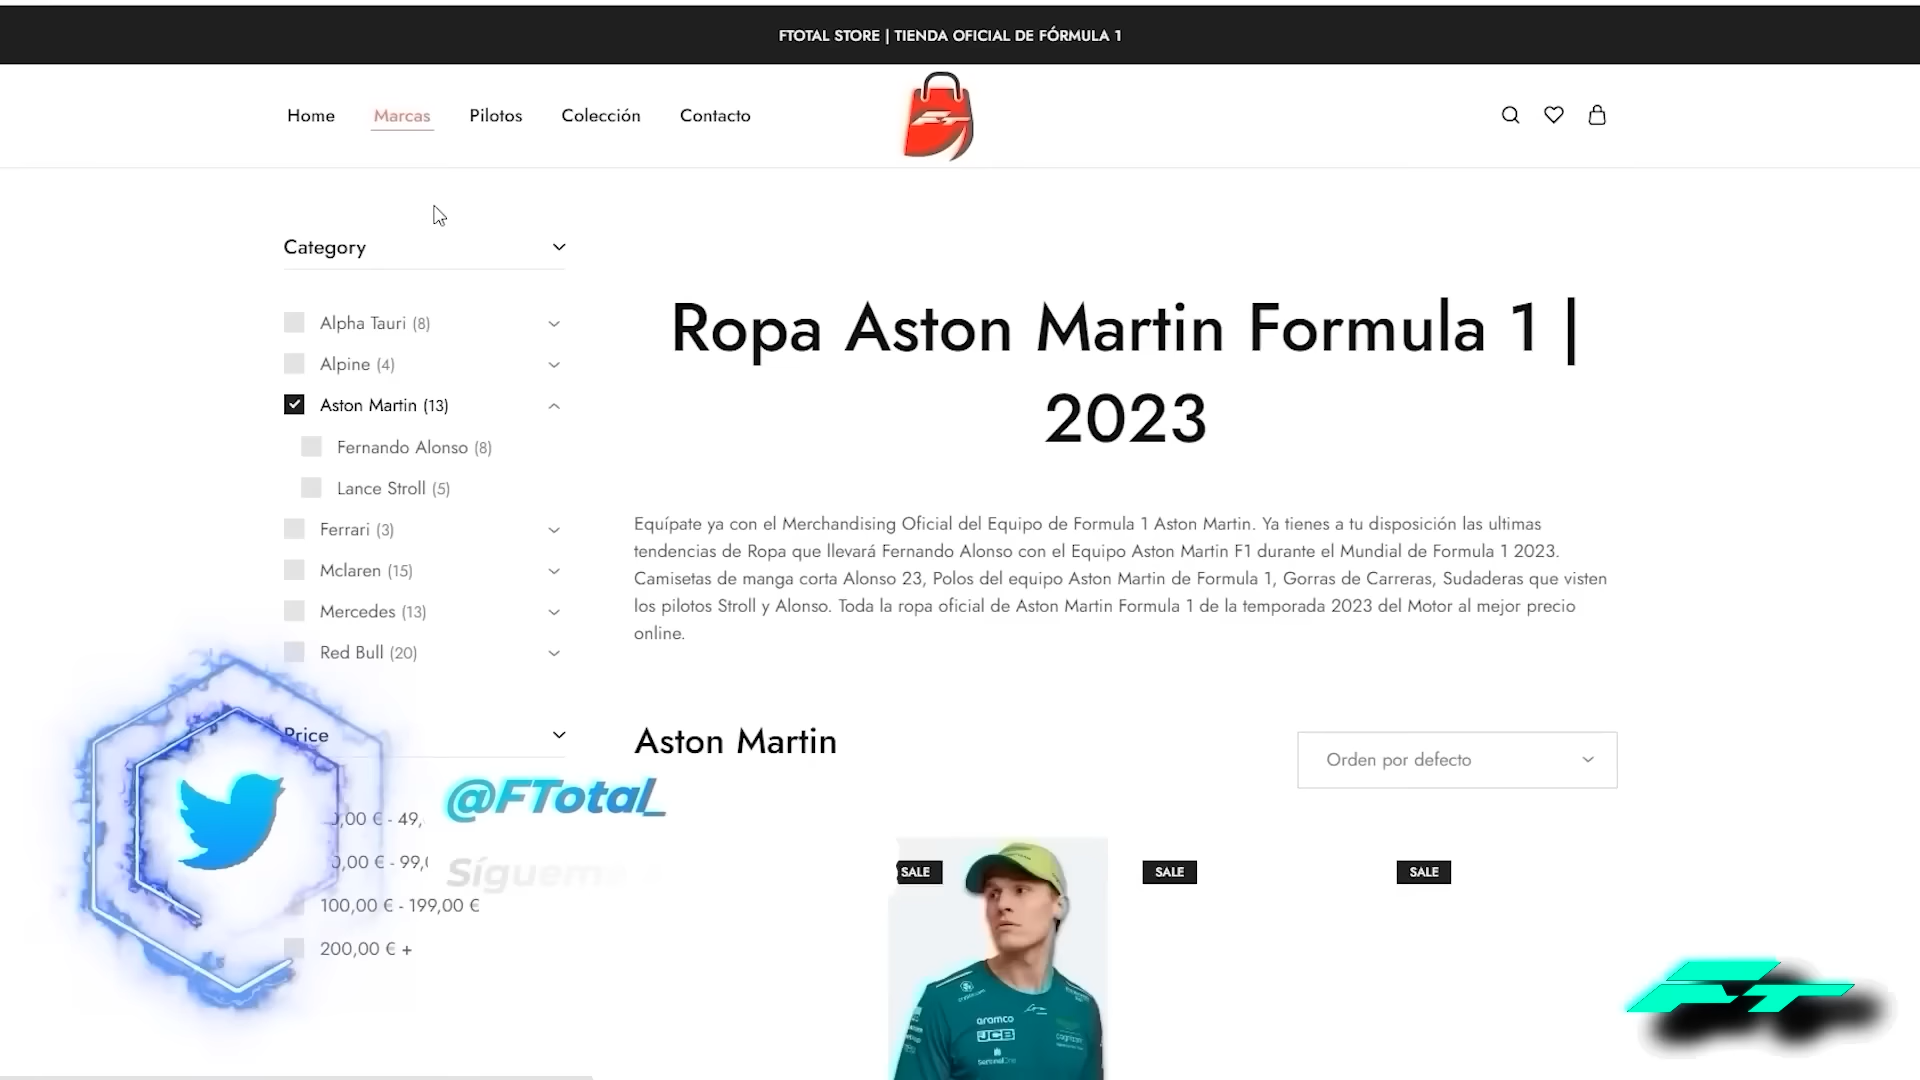 FTOTAL STORE | TIENDA OFICIAL DE FÓRMULA 1
Home Marcas Pilotos Colección Contacto
Category
Alpha Tauri (8)
Alpine (4)
Aston Martin (13)
Fernando Alonso (8)
Lance Stroll (5)
Ferrari (3)
Mclaren (15)
Mercedes (13)
Red Bull (20)
Price
100,00 € - 199,00 €
200,00 € +
@FTotal_
Ropa Aston Martin Formula 1 |
2023
Equípate ya con el Merchandising Oficial del Equipo de Formula 1 Aston Martin. Ya tienes a tu disposición las ultimas
tendencias de Ropa que llevará Fernando Alonso con el Equipo Aston Martin F1 durante el Mundial de Formula 1 2023.
Camisetas de manga corta Alonso 23, Polos del equipo Aston Martin de Formula 1, Gorras de Carreras, Sudaderas que visten
los pilotos Stroll y Alonso. Toda la ropa oficial de Aston Martin Formula 1 de la temporada 2023 del Motor al mejor precio
online.
Aston Martin
Orden por defecto
SALE
SALE
SALE
aramco
JCB
FT